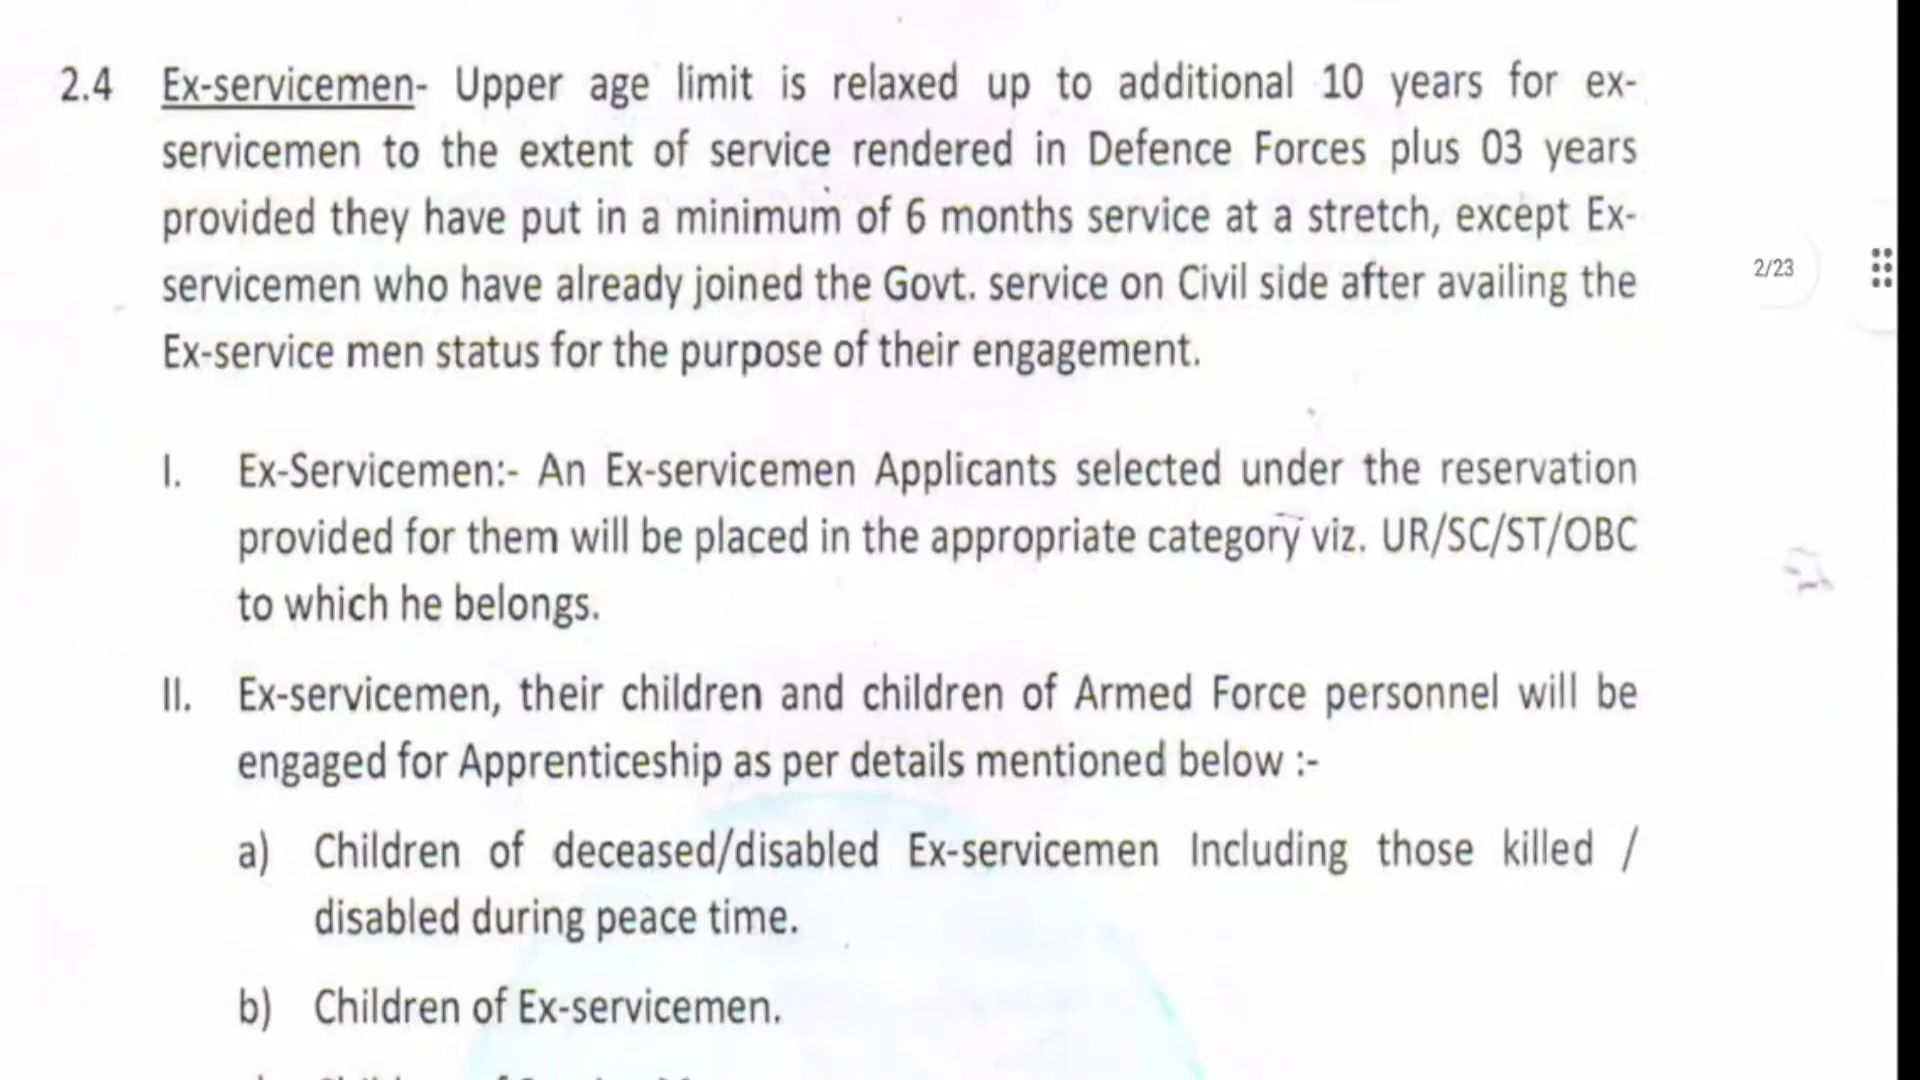 2.4 Ex-servicemen- Upper age limit is relaxed up to additional 10 years for ex-
servicemen to the extent of service rendered in Defence Forces plus 03 years
provided they have put in a minimum of 6 months service at a stretch, except Ex-
servicemen who have already joined the Govt. service on Civil side after availing the
Ex-service men status for the purpose of their engagement.
2/23
I. Ex-Servicemen:- An Ex-servicemen Applicants selected under the reservation
provided for them will be placed in the appropriate category viz. UR/SC/ST/OBC
to which he belongs.
II. Ex-servicemen, their children and children of Armed Force personnel will be
engaged for Apprenticeship as per details mentioned below :-
a) Children of deceased/disabled Ex-servicemen Including those killed /
disabled during peace time.
b) Children of Ex-servicemen.